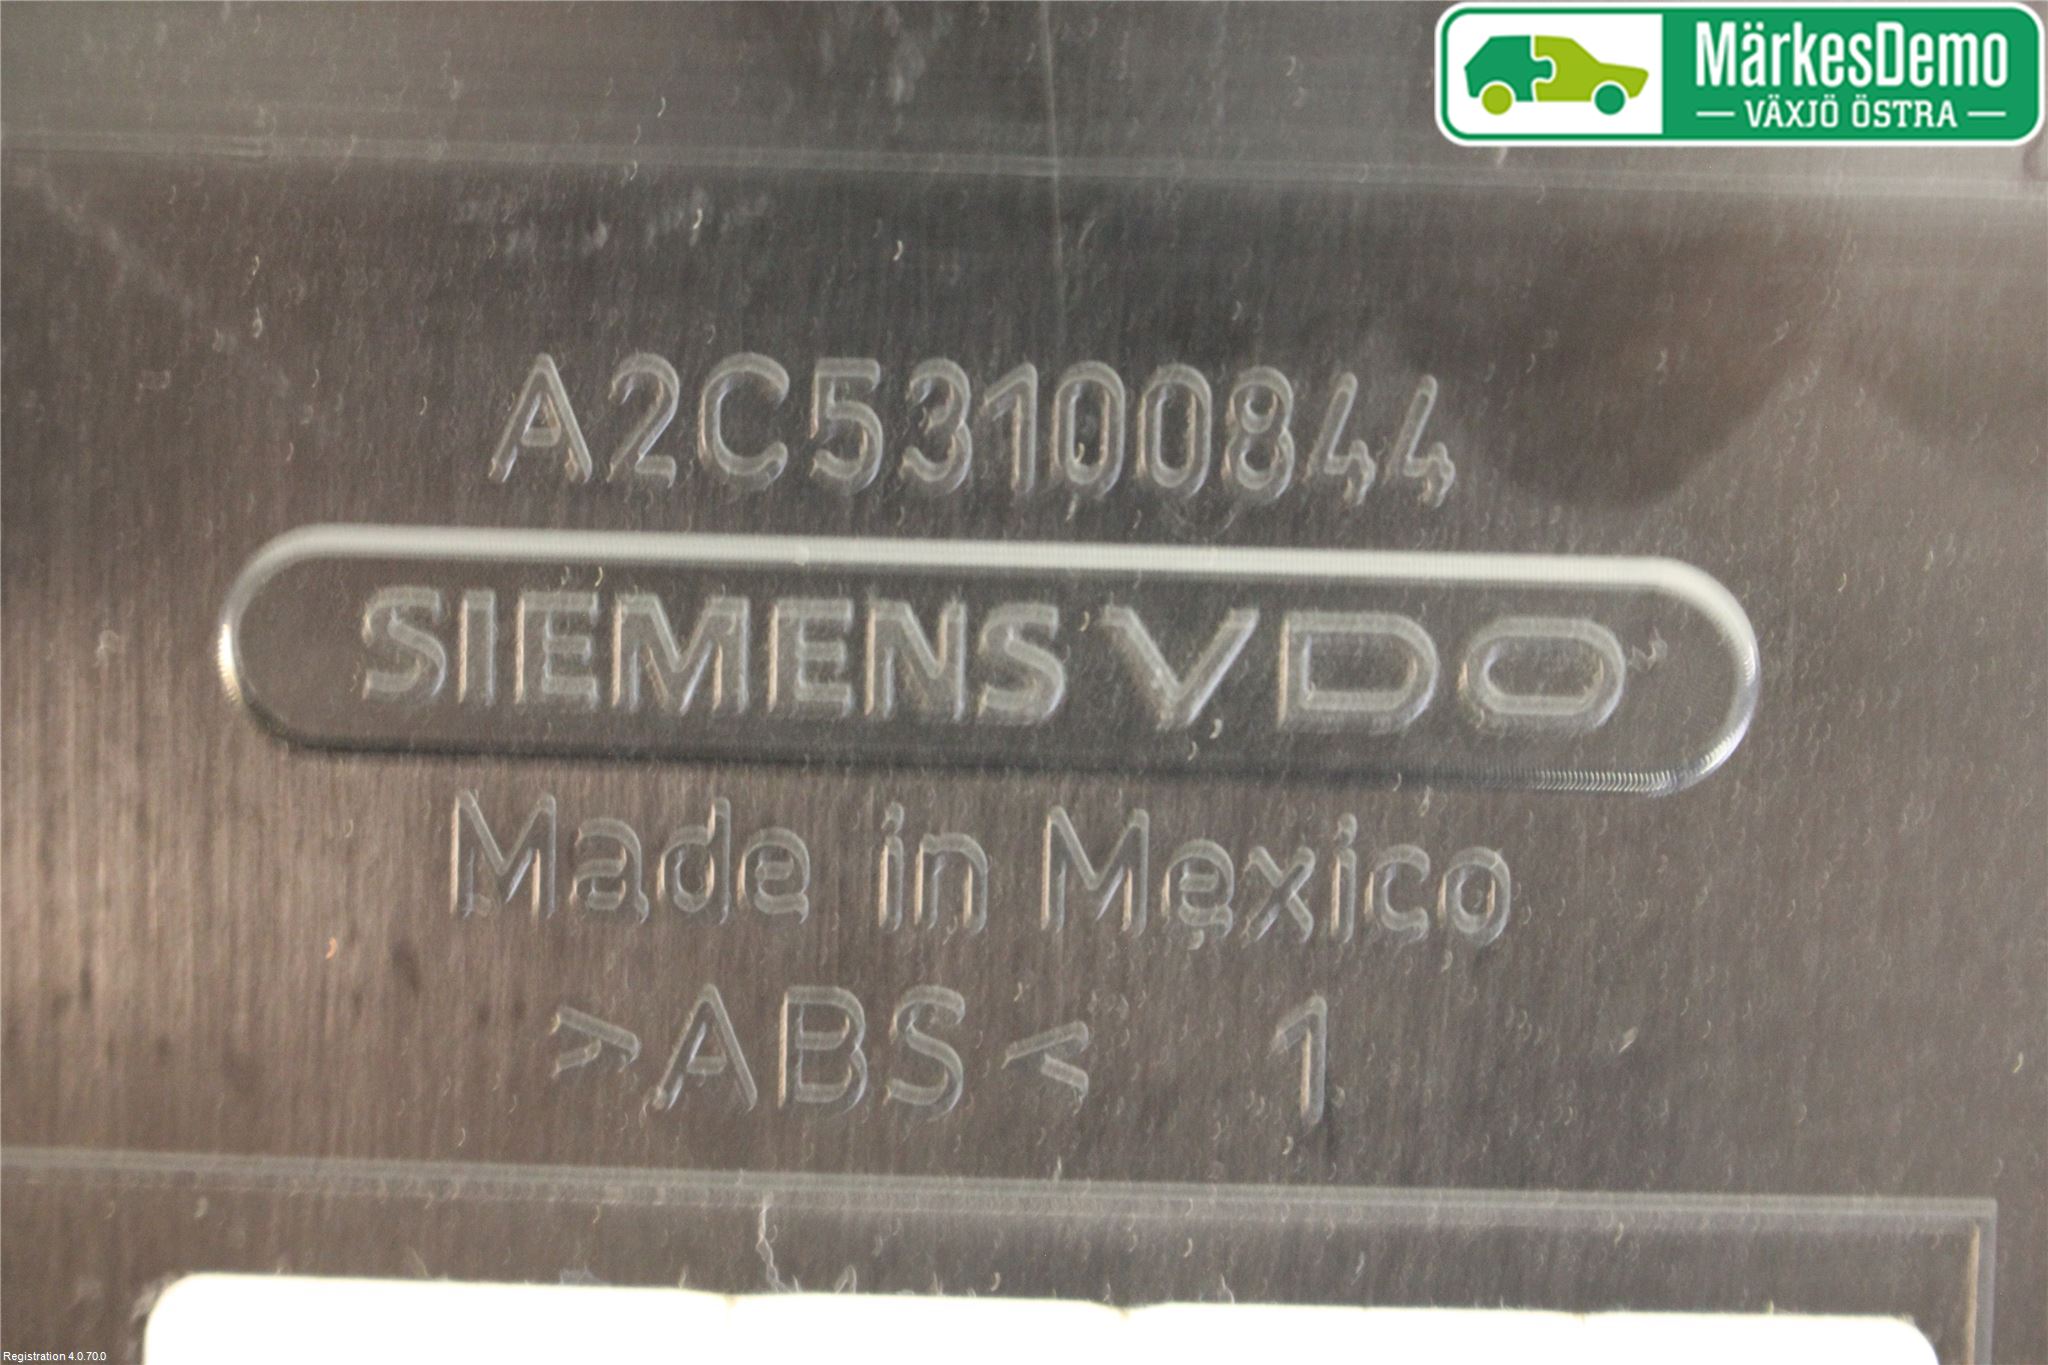 MärkesDemo
VÄXJÖ ÖSTRA
A2C53100844
SIEMENS VDO
Made in Mexico
>ABS< 1
Registration 4.0.70.0